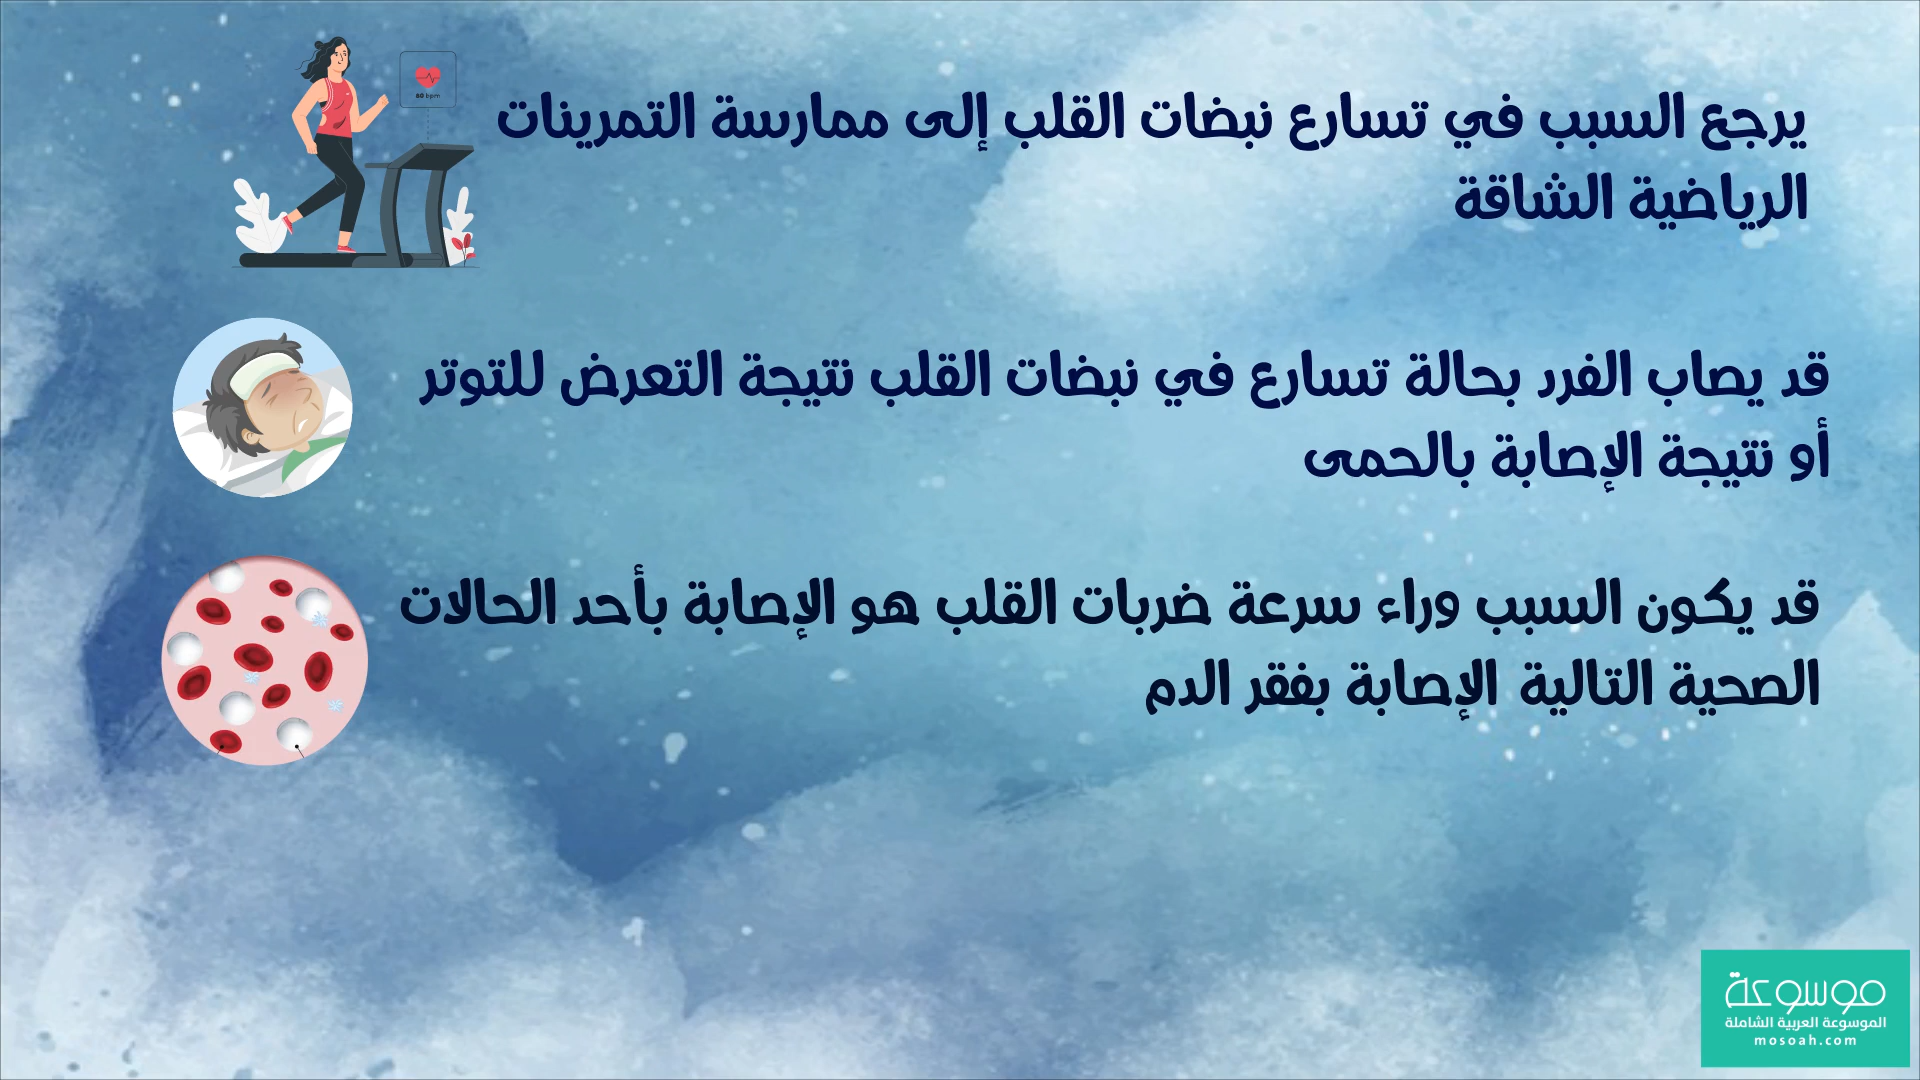 يرجع السبب في تسارع نبضات القلب إلى ممارسة التمرينات
الرياضية الشاقة
60 bpm
قد يصاب الفرد بحالة تسارع في نبضات القلب نتيجة التعرض للتوتر
أو نتيجة الإصابة بالحمى
قد يكون السبب وراء سرعة ضربات القلب هو الإصابة بأحد الحالات
الصحية التالية الإصابة بفقر الدم
موسوعة
الموسوعة العربية الشاملة
mosoah.com